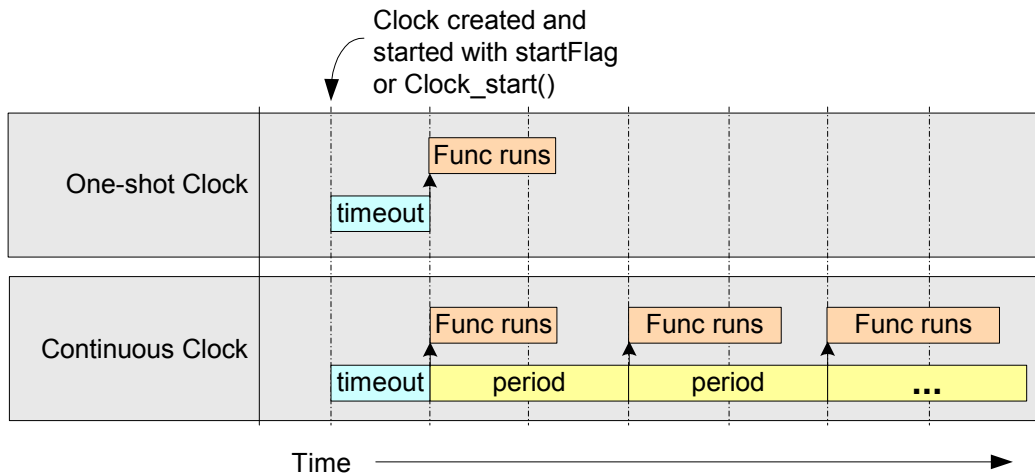 Clock created and
started with startFlag
or Clock_start()
Func runs
One-shot Clock
timeout
Func runs
Func runs
Func runs
Continuous Clock
timeout
period
period
...
Time